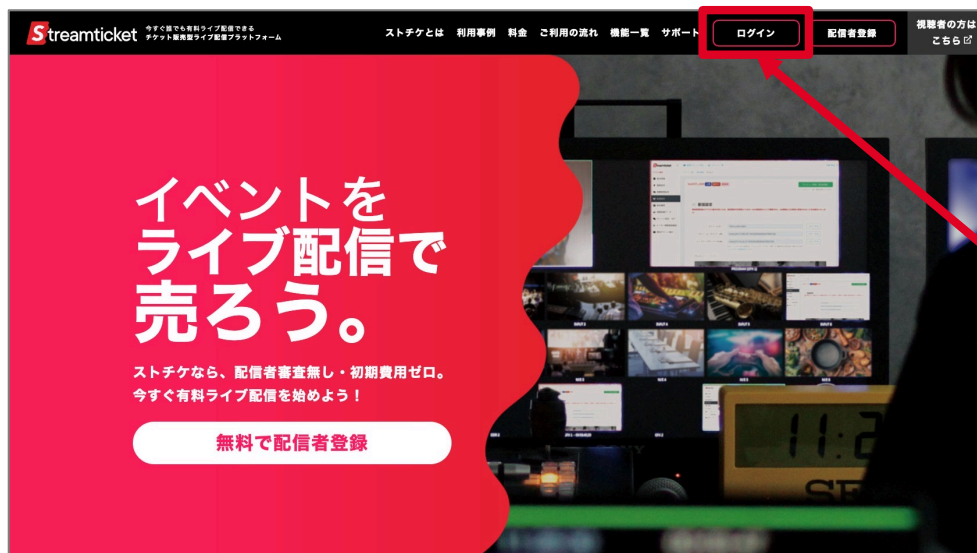 Streamticket
今すぐ誰でも有料ライブ配信できる
チケット販売型ライブ配信プラットフォーム
ストチケとは 利用事例 料金 ご利用の流れ 機能一覧 サポート
ログイン
配信者登録
視聴者の方は
こちら
イベントを
ライブ配信で
売ろう。
ストチケなら、配信者審査無し・初期費用ゼロ。
今すぐ有料ライブ配信を始めよう！
無料で配信者登録